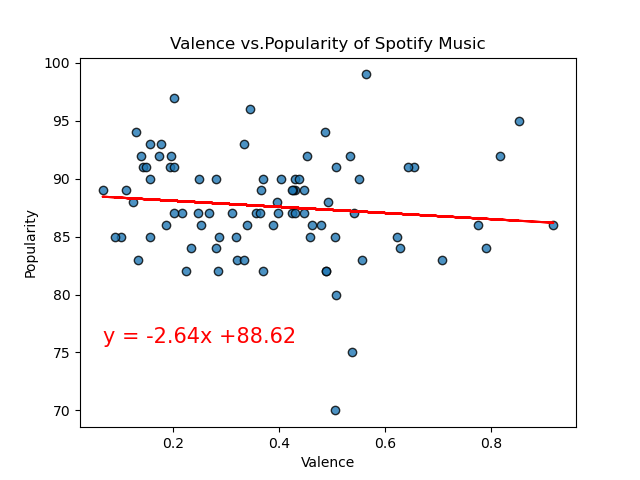 Valence vs.Popularity of Spotify Music
100
95
90
85
80
75
70
Popularity
y = -2.64x +88.62
0.2 0.4 0.6 0.8
Valence